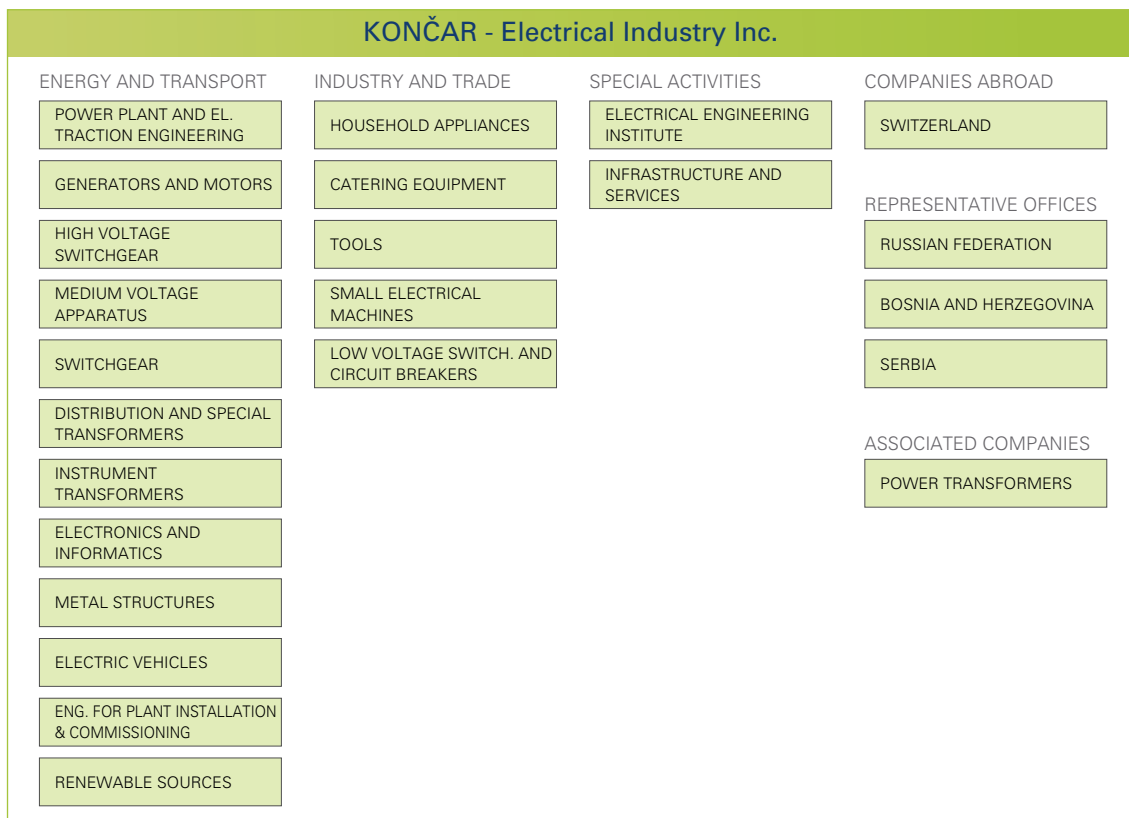 KONČAR - Electrical Industry Inc.
ENERGY AND TRANSPORT
POWER PLANT AND EL.
TRACTION ENGINEERING
GENERATORS AND MOTORS
HIGH VOLTAGE
SWITCHGEAR
MEDIUM VOLTAGE
APPARATUS
SWITCHGEAR
DISTRIBUTION AND SPECIAL
TRANSFORMERS
INSTRUMENT
TRANSFORMERS
ELECTRONICS AND
INFORMATICS
METAL STRUCTURES
ELECTRIC VEHICLES
ENG. FOR PLANT INSTALLATION
& COMMISSIONING
RENEWABLE SOURCES
INDUSTRY AND TRADE
HOUSEHOLD APPLIANCES
CATERING EQUIPMENT
TOOLS
SMALL ELECTRICAL
MACHINES
LOW VOLTAGE SWITCH. AND
CIRCUIT BREAKERS
SPECIAL ACTIVITIES
ELECTRICAL ENGINEERING
INSTITUTE
INFRASTRUCTURE AND
SERVICES
COMPANIES ABROAD
SWITZERLAND
REPRESENTATIVE OFFICES
RUSSIAN FEDERATION
BOSNIA AND HERZEGOVINA
SERBIA
ASSOCIATED COMPANIES
POWER TRANSFORMERS